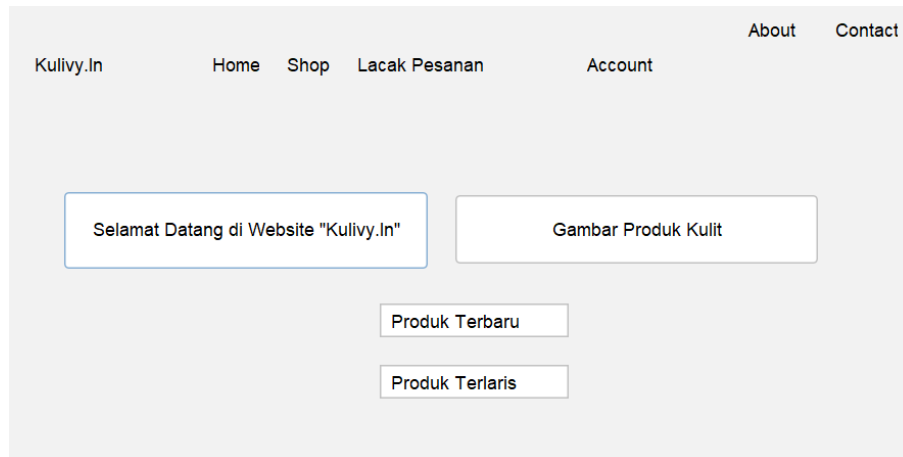 About Contact
Kulivy.In Home Shop Lacak Pesanan Account
Selamat Datang di Website "Kulivy.In" Gambar Produk Kulit
Produk Terbaru
Produk Terlaris